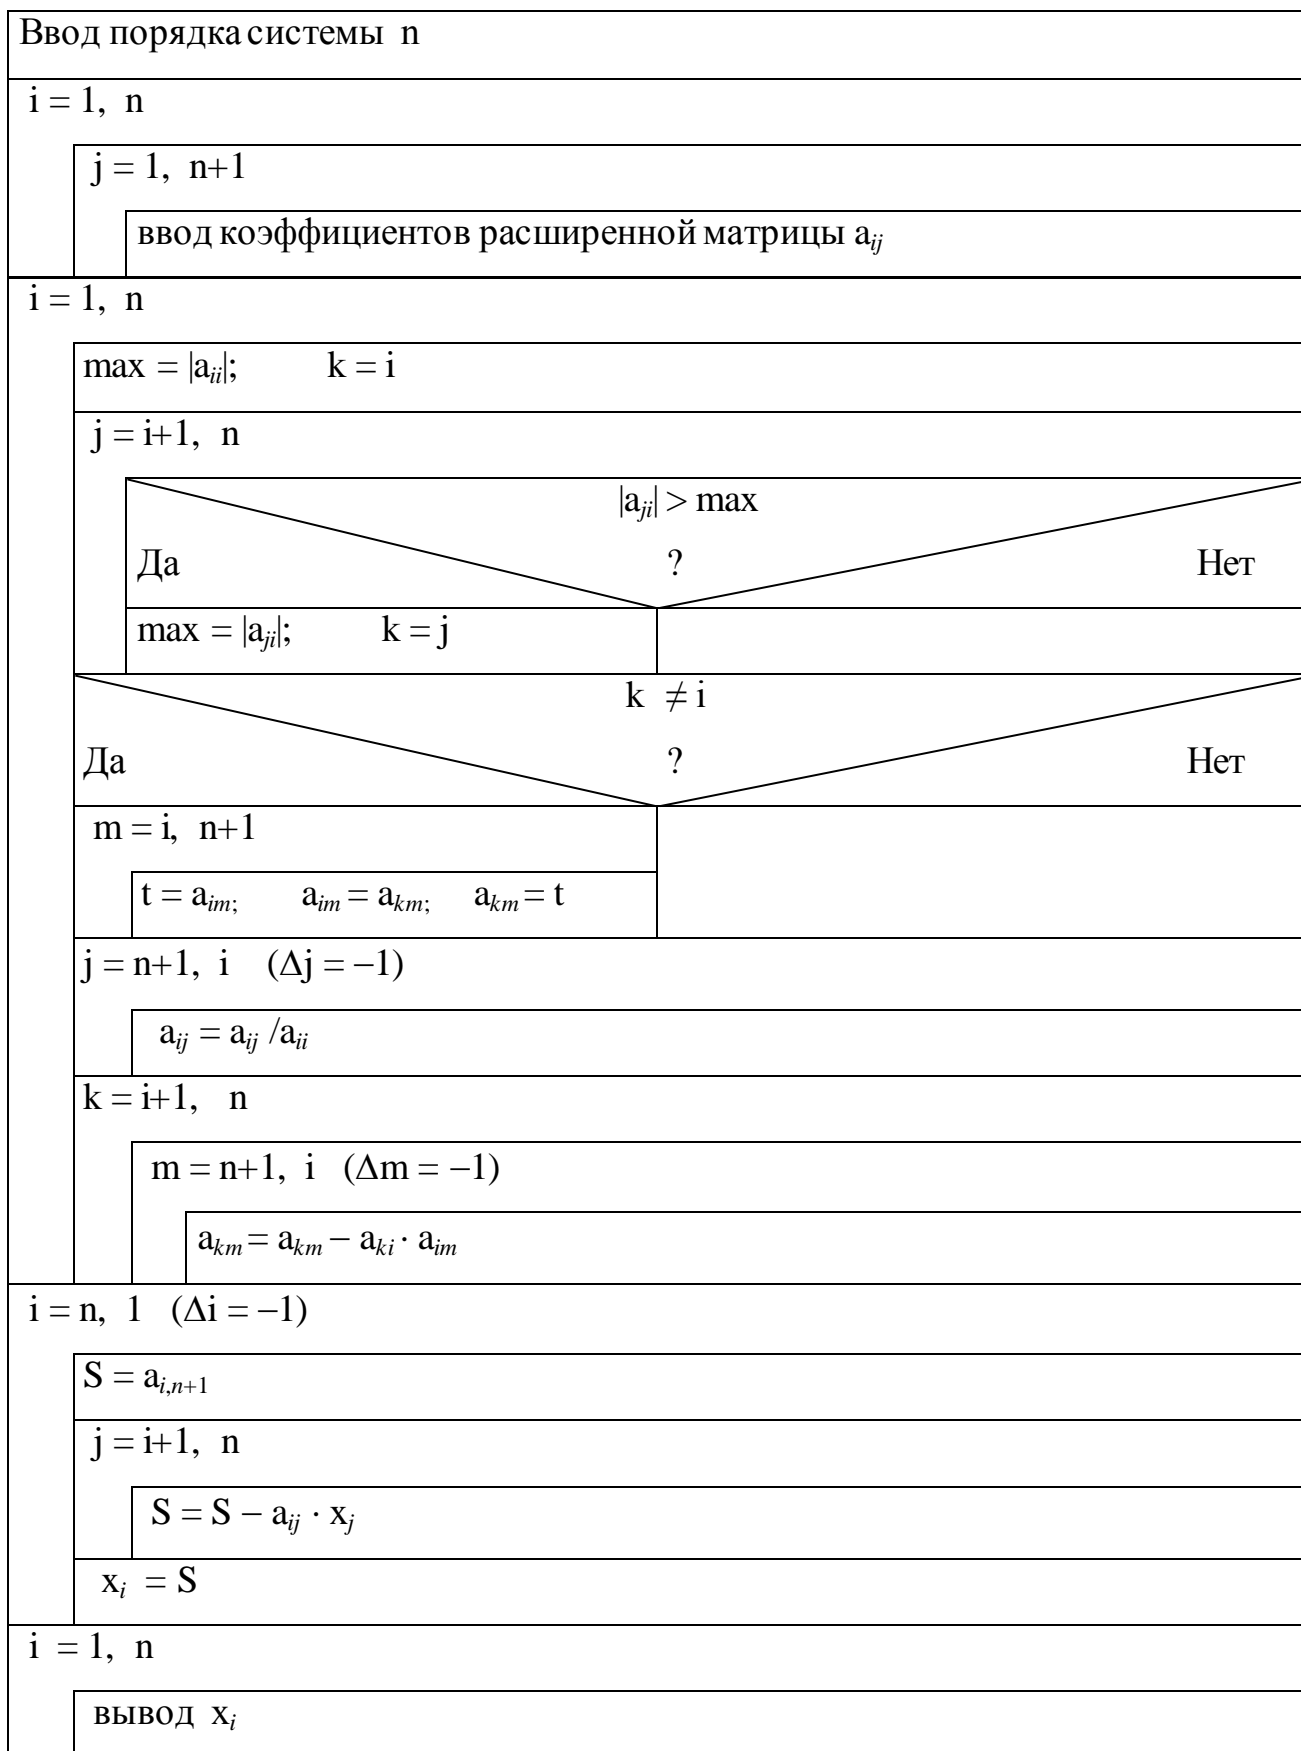 Ввод порядка системы n
i = 1, n
j = 1, n+1
ввод коэффициентов расширенной матрицы a_ij
i = 1, n
max = |a_ii|; k = i
j = i+1, n
|a_ji| > max
Да ? Нет
max = |a_ji|; k = j
k ≠ i
Да ? Нет
m = i, n+1
t = a_im; a_im = a_km; a_km = t
j = n+1, i (Δj = −1)
a_ij = a_ij /a_ii
k = i+1, n
m = n+1, i (Δm = −1)
a_km = a_km − a_ki · a_im
i = n, 1 (Δi = −1)
S = a_i,n+1
j = i+1, n
S = S − a_ij · x_j
x_i = S
i = 1, n
вывод x_i